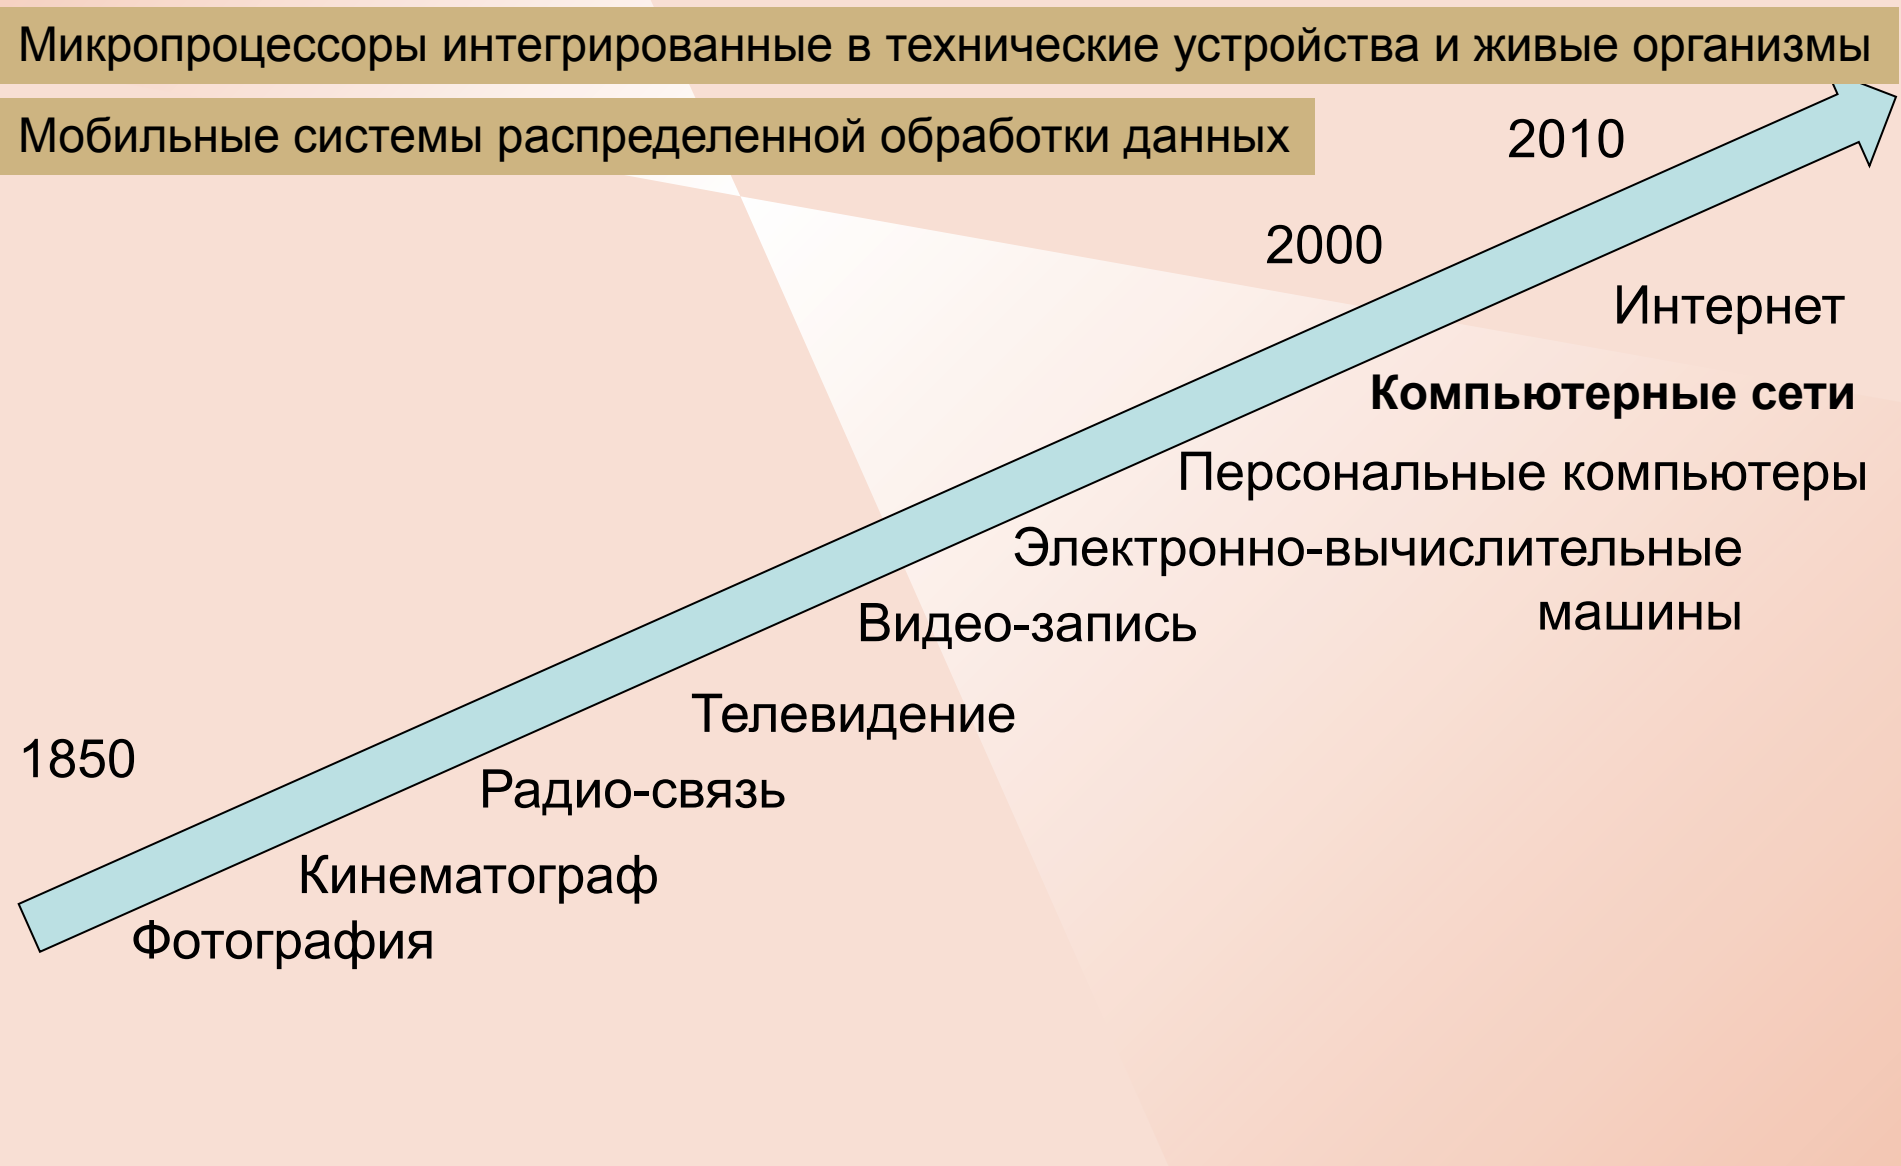 Микропроцессоры интегрированные в технические устройства и живые организмы
Мобильные системы распределенной обработки данных
2010
2000
Интернет
Компьютерные сети
Персональные компьютеры
Электронно-вычислительные
машины
Видео-запись
Телевидение
1850
Радио-связь
Кинематограф
Фотография